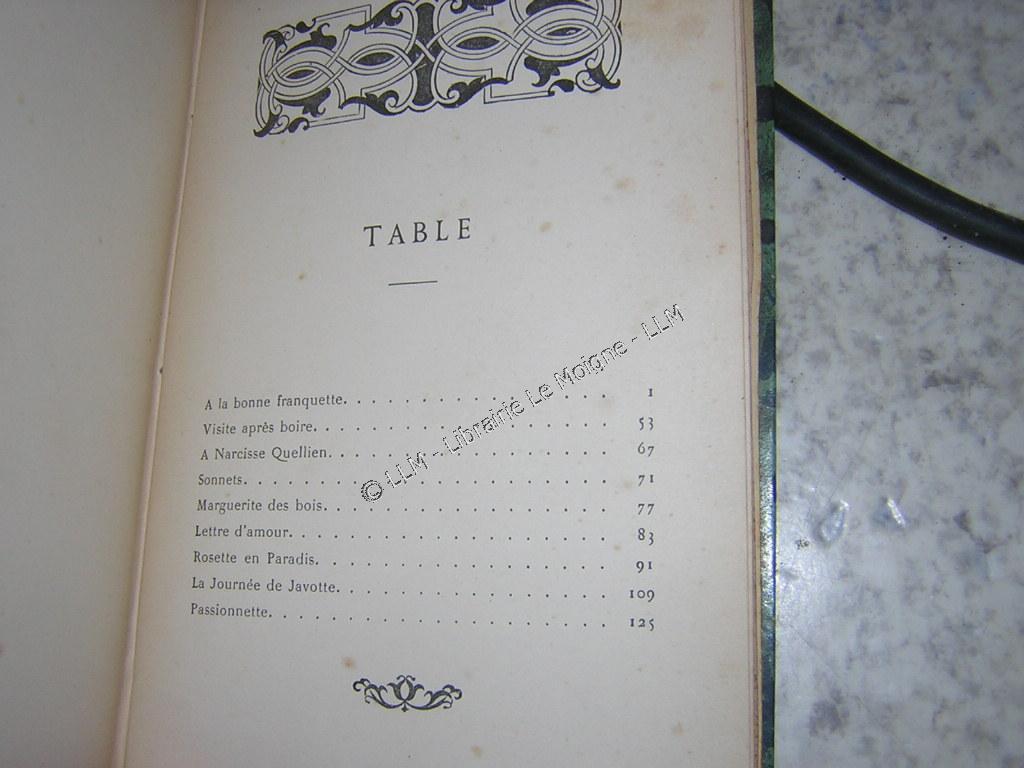 TABLE
A la bonne franquette. . . . . . . . . . . . . . 1
Visite après boire. . . . . . . . . . . . . . . 53
A Narcisse Quellien. . . . . . . . . . . . . . . 67
Sonnets. . . . . . . . . . . . . . . . . . . 71
Marguerite des bois. . . . . . . . . . . . . . . 77
Lettre d'amour. . . . . . . . . . . . . . . . . 83
Rosette en Paradis. . . . . . . . . . . . . . . 91
La Journée de Javotte. . . . . . . . . . . . . . 109
Passionnette. . . . . . . . . . . . . . . . . . 125
© LLM - Librairie Le Moigne - LLM